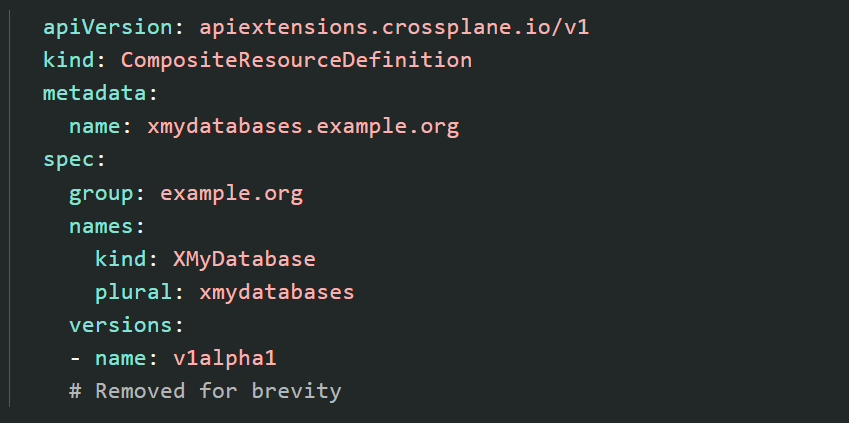 apiVersion: apiextensions.crossplane.io/v1
kind: CompositeResourceDefinition
metadata:
  name: xmydatabases.example.org
spec:
  group: example.org
  names:
    kind: XMyDatabase
    plural: xmydatabases
  versions:
  - name: v1alpha1
  # Removed for brevity